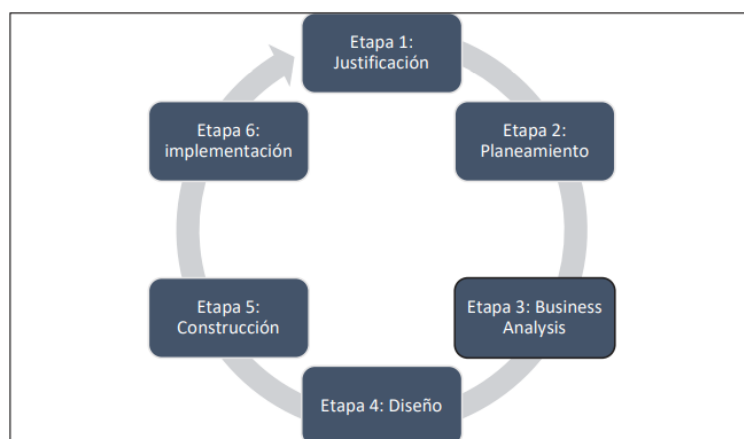 Etapa 1:
Justificación
Etapa 2:
Planeamiento
Etapa 3: Business
Analysis
Etapa 4: Diseño
Etapa 5:
Construcción
Etapa 6:
implementación